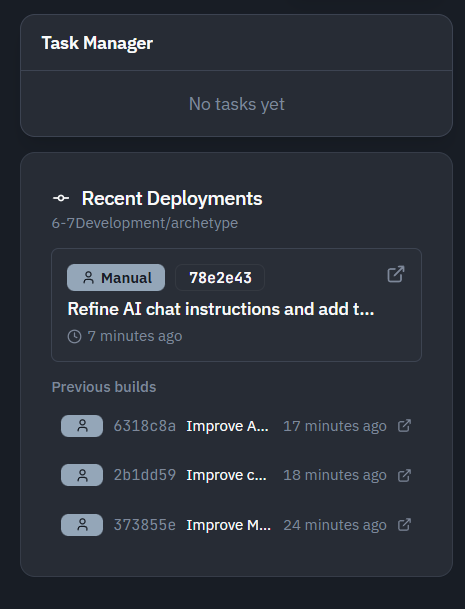 Task Manager
No tasks yet
Recent Deployments
6-7Development/archetype
Manual 78e2e43
Refine AI chat instructions and add t...
7 minutes ago
Previous builds
6318c8a Improve A... 17 minutes ago
2b1dd59 Improve c... 18 minutes ago
373855e Improve M... 24 minutes ago